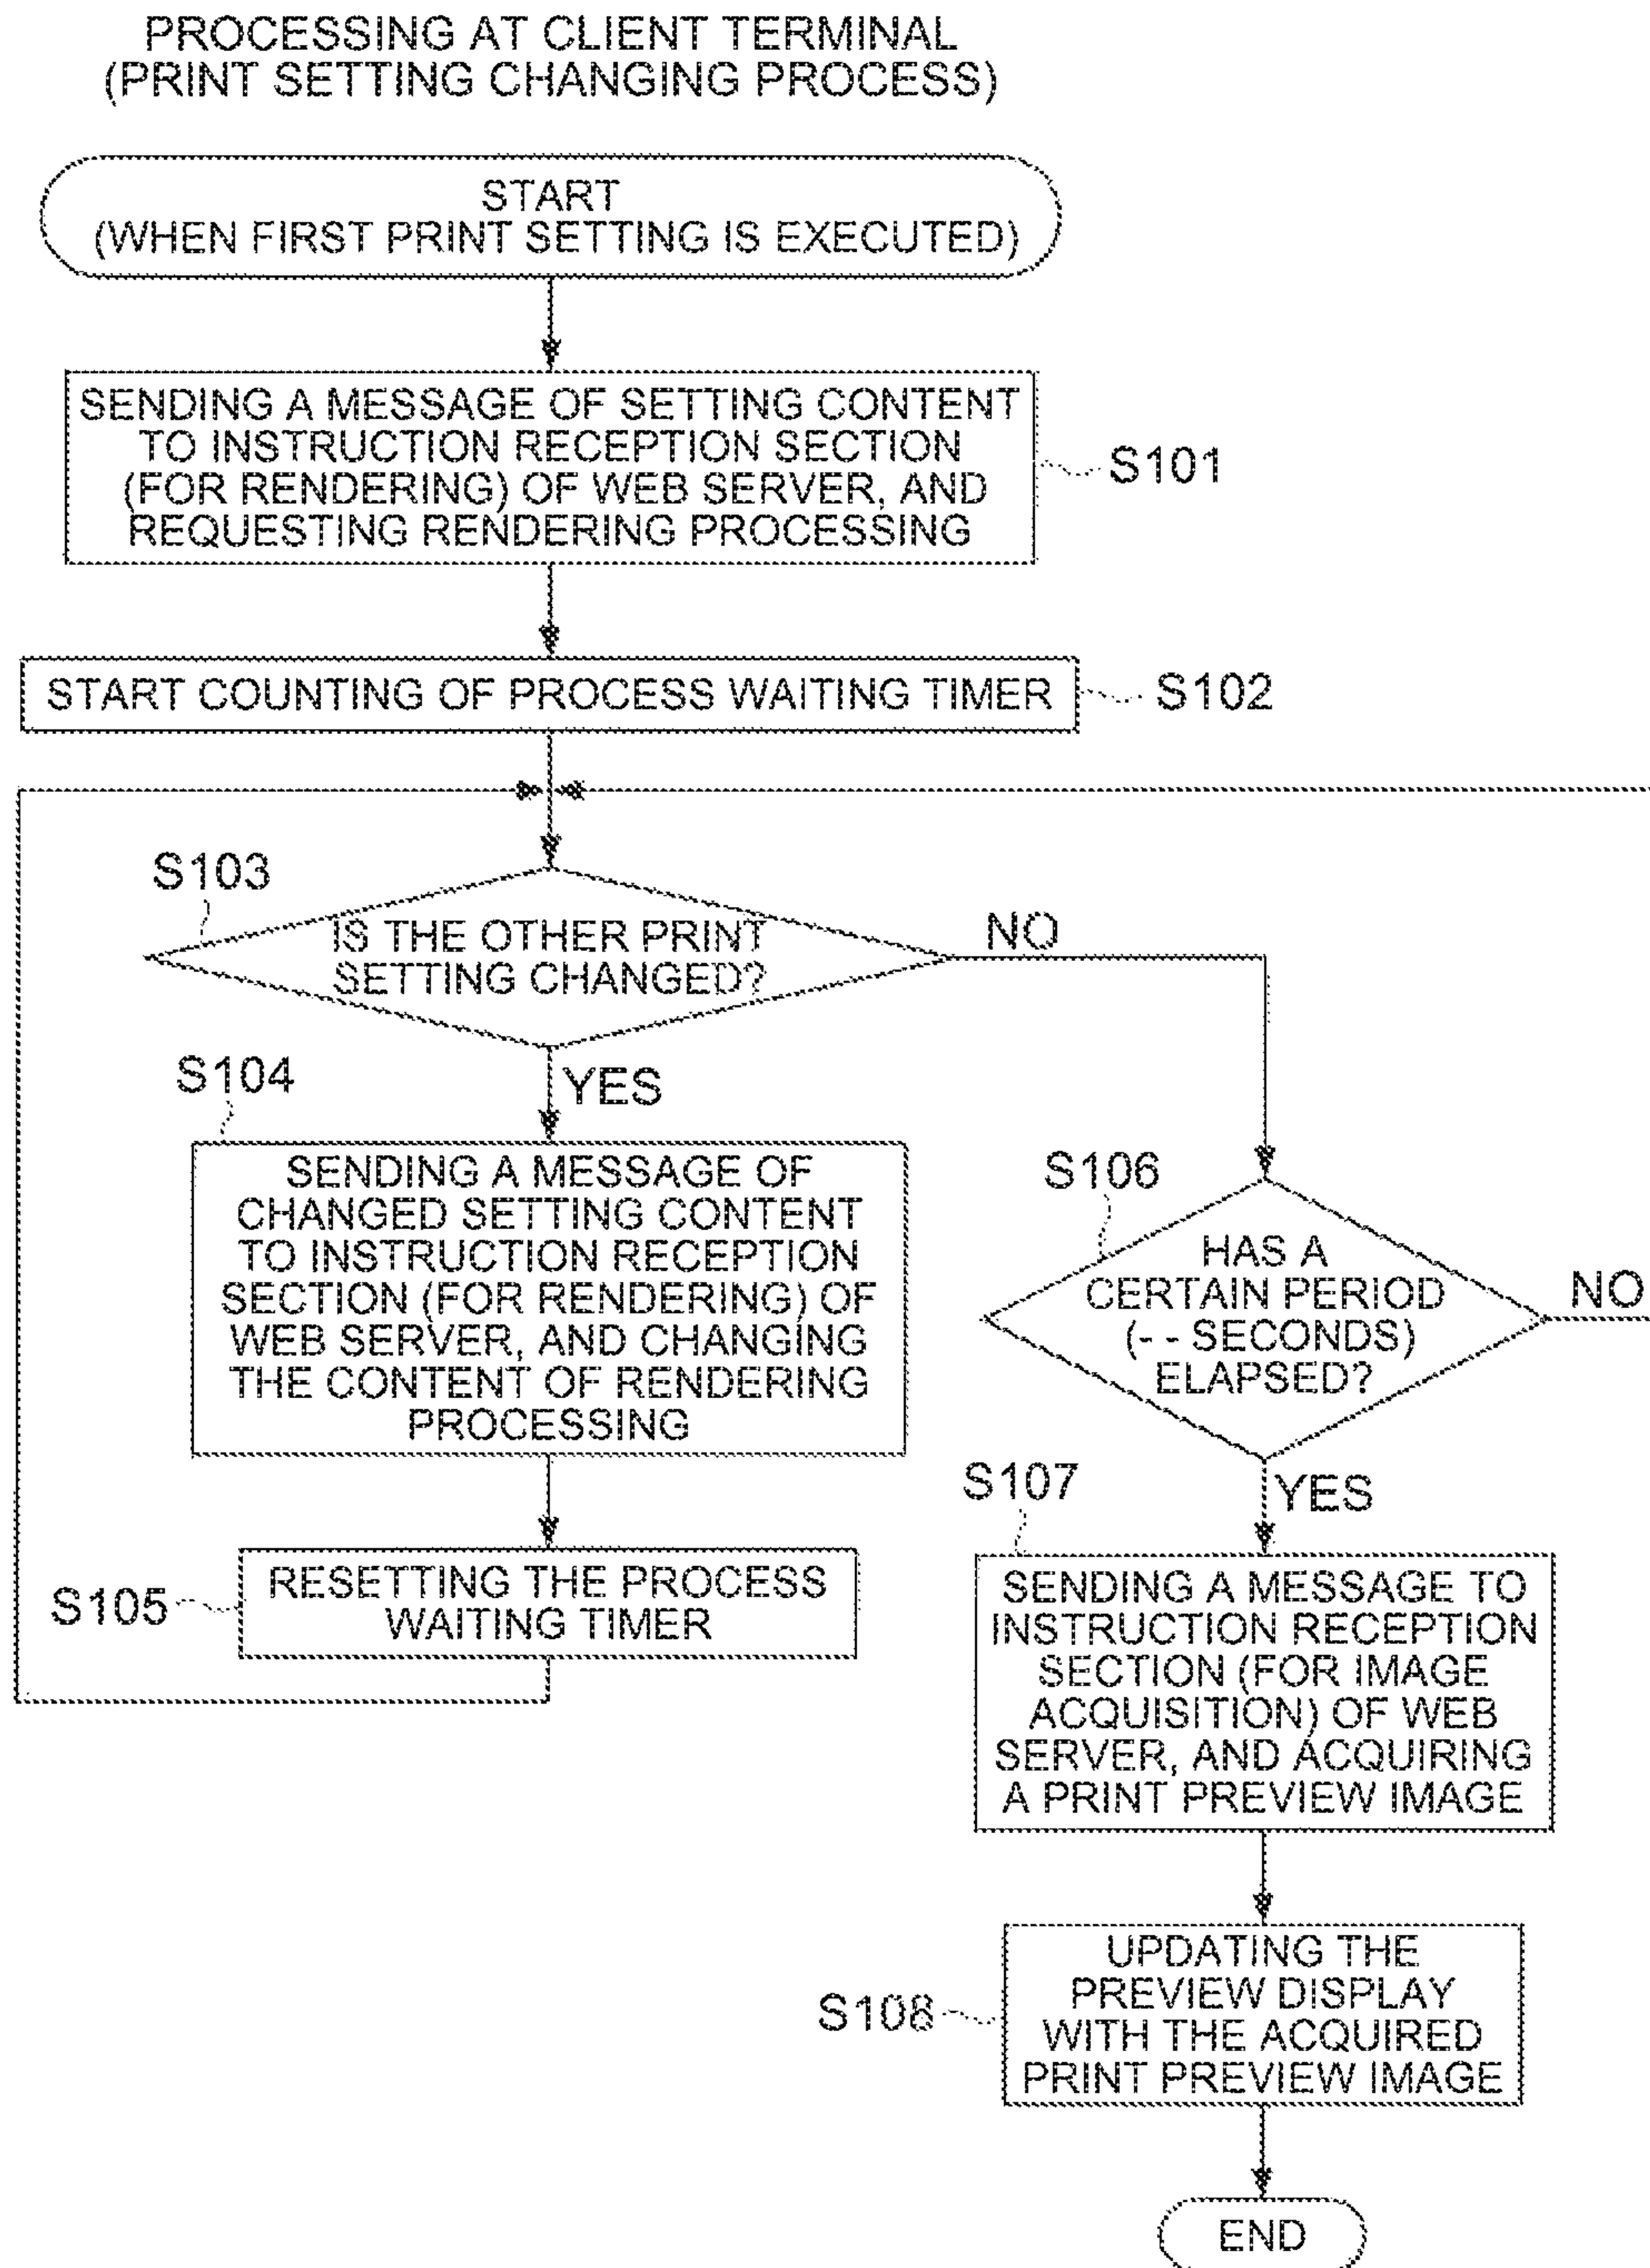 PROCESSING AT CLIENT TERMINAL
(PRINT SETTING CHANGING PROCESS)
START
(WHEN FIRST PRINT SETTING IS EXECUTED)
SENDING A MESSAGE OF SETTING CONTENT
TO INSTRUCTION RECEPTION SECTION
(FOR RENDERING) OF WEB SERVER, AND
REQUESTING RENDERING PROCESSING
S101
START COUNTING OF PROCESS WAITING TIMER
S102
S103
IS THE OTHER PRINT
SETTING CHANGED?
NO
YES
S104
SENDING A MESSAGE OF
CHANGED SETTING CONTENT
TO INSTRUCTION RECEPTION
SECTION (FOR RENDERING) OF
WEB SERVER, AND CHANGING
THE CONTENT OF RENDERING
PROCESSING
S105
RESETTING THE PROCESS
WAITING TIMER
S106
HAS A
CERTAIN PERIOD
(- - SECONDS)
ELAPSED?
NO
YES
S107
SENDING A MESSAGE TO
INSTRUCTION RECEPTION
SECTION (FOR IMAGE
ACQUISITION) OF WEB
SERVER, AND ACQUIRING
A PRINT PREVIEW IMAGE
S108
UPDATING THE
PREVIEW DISPLAY
WITH THE ACQUIRED
PRINT PREVIEW IMAGE
END